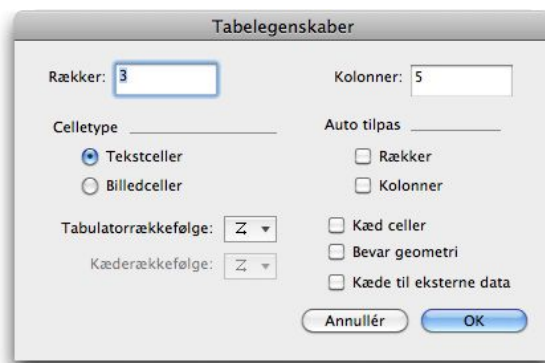 Tabelegenskaber
Rækker: 3
Kolonner: 5
Celletype
Auto tilpas
Tekstceller
Rækker
Billedceller
Kolonner
Tabulatorrækkefølge:
Kæd celler
Bevar geometri
Kæderækkefølge:
Kæde til eksterne data
Annullér
OK